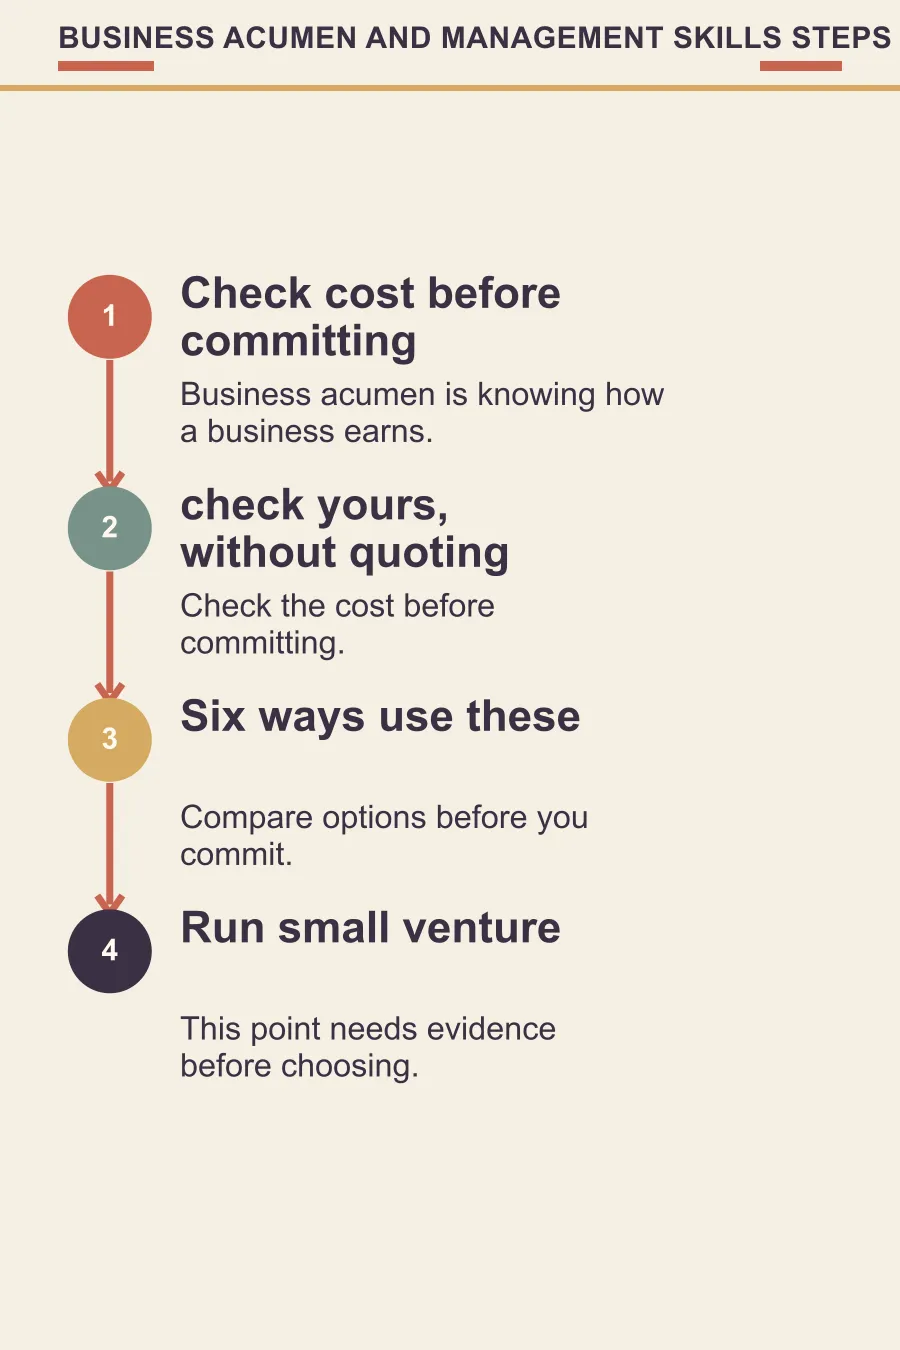 BUSINESS ACUMEN AND MANAGEMENT SKILLS STEPS
1
Check cost before
committing
Business acumen is knowing how
a business earns.
2
check yours,
without quoting
Check the cost before
committing.
3
Six ways use these
Compare options before you
commit.
4
Run small venture
This point needs evidence
before choosing.